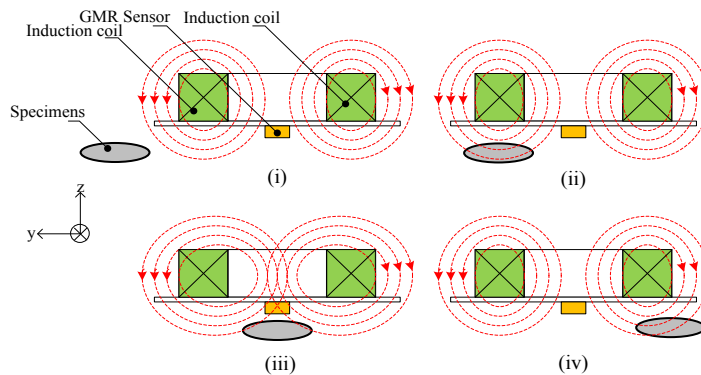 GMR Sensor
Induction coil
Induction coil
Specimens
(i)
(ii)
z
y
(iii)
(iv)